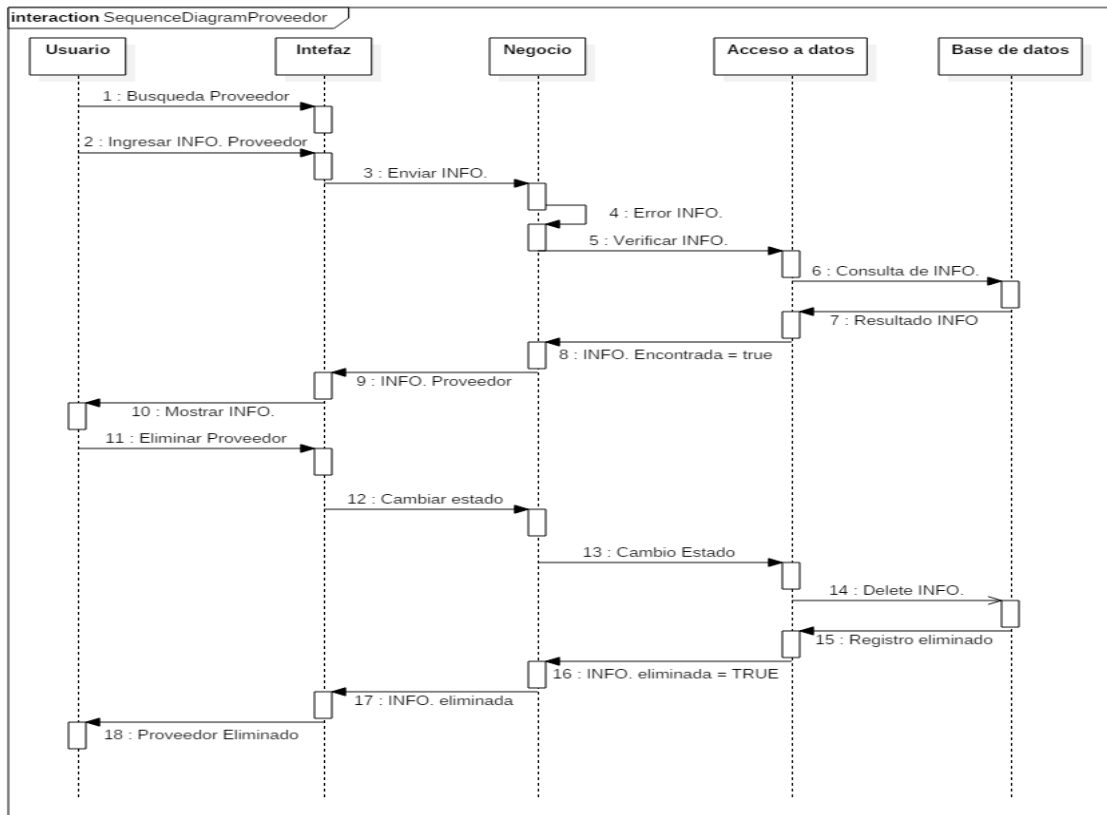 interaction SequenceDiagramProveedor
Usuario
Intefaz
Negocio
Acceso a datos
Base de datos
1 : Busqueda Proveedor
2 : Ingresar INFO. Proveedor
3 : Enviar INFO.
4 : Error INFO.
5 : Verificar INFO.
6 : Consulta de INFO.
7 : Resultado INFO
8 : INFO. Encontrada = true
9 : INFO. Proveedor
10 : Mostrar INFO.
11 : Eliminar Proveedor
12 : Cambiar estado
13 : Cambio Estado
14 : Delete INFO.
15 : Registro eliminado
16 : INFO. eliminada = TRUE
17 : INFO. eliminada
18 : Proveedor Eliminado